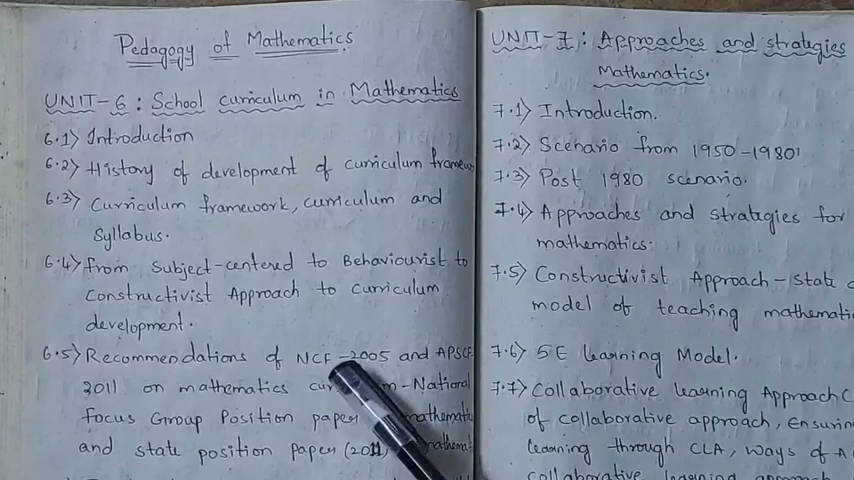 Pedagogy of Mathematics
UNIT-6 : School curriculum in Mathematics
6.1) Introduction
6.2) History of development of curriculum
6.3) Curriculum framework, curriculum and
Syllabus.
6.4) from Subject-centered to Behaviourist to
Constructivist Approach to Curriculum
development.
6.5) Recommendations of NCF-2005 and
2011 on mathematics -National
Focus Group Position paper
and state position Paper (2011)
UNIT-7 : Approaches and strategies
Mathematics.
7.1) Introduction.
7.2) Scenario from 1950-1980
7.3) Post 1980 scenario.
7.4) Approaches and strategies for
mathematics.
7.5) Constructivist Approach-State
model of teaching
7.6) 5E learning Model.
7.7) Collaborative learning Approach
of collaborative approach,
learning through CLA, ways of
collaborative learning approach